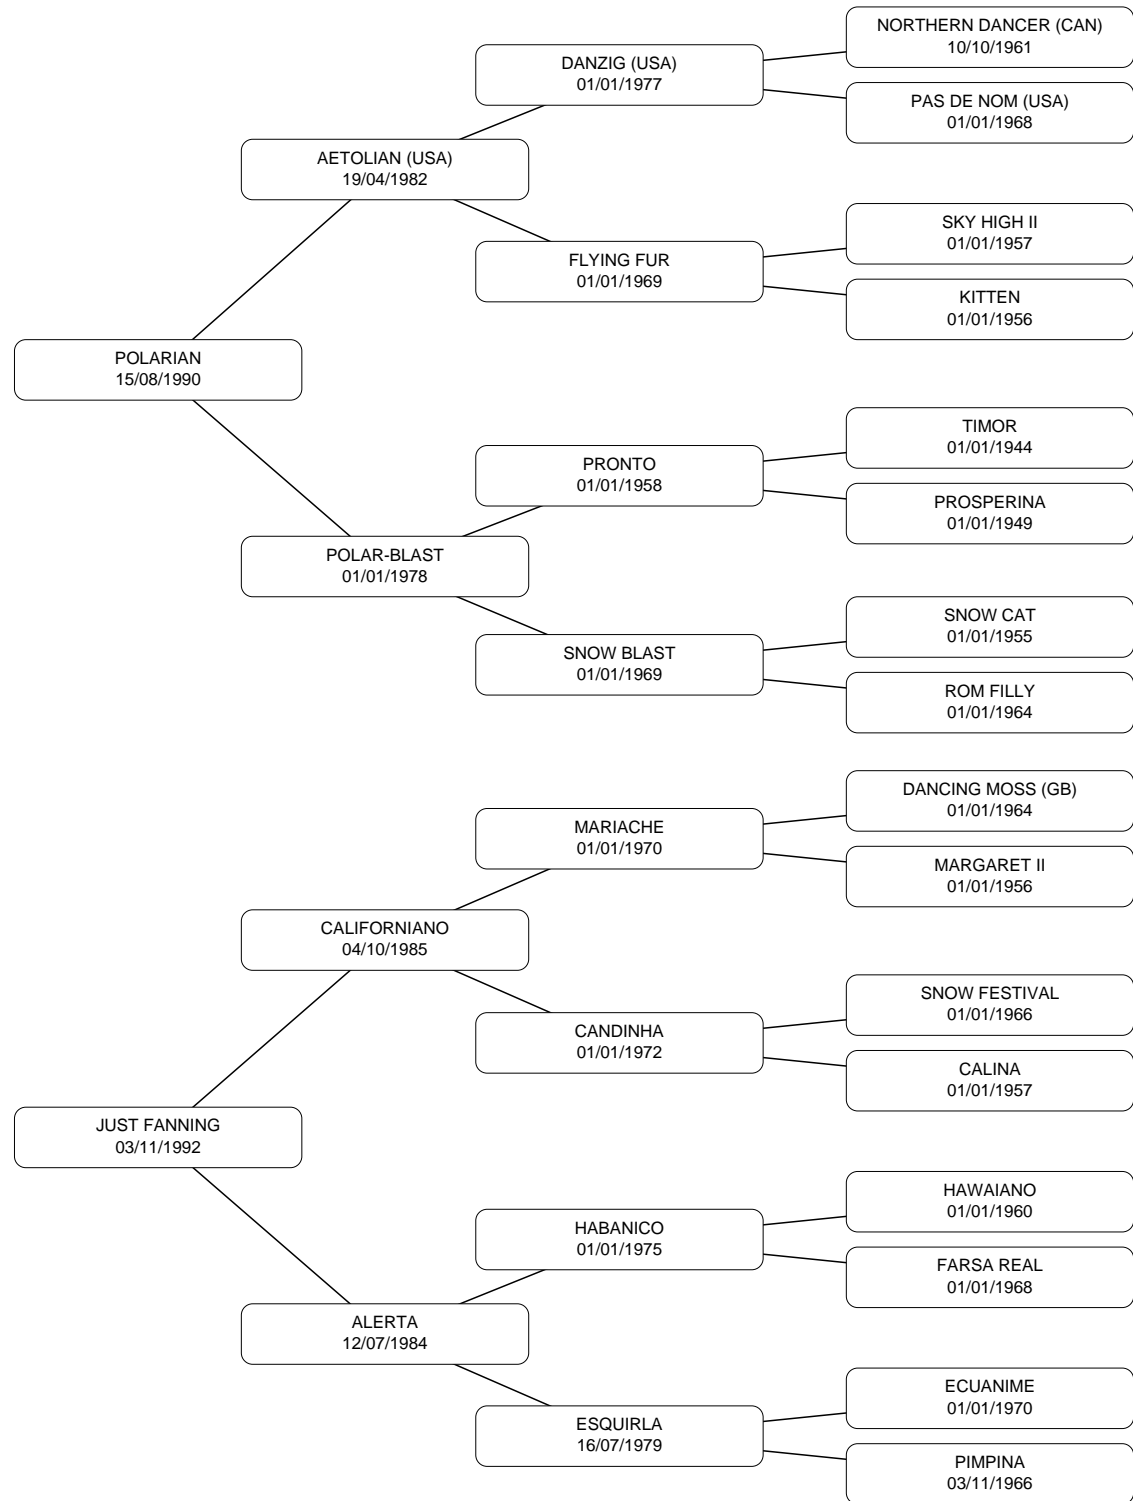 NORTHERN DANCER (CAN)
10/10/1961
DANZIG (USA)
01/01/1977
PAS DE NOM (USA)
01/01/1968
AETOLIAN (USA)
19/04/1982
SKY HIGH II
01/01/1957
FLYING FUR
01/01/1969
KITTEN
01/01/1956
POLARIAN
15/08/1990
TIMOR
01/01/1944
PRONTO
01/01/1958
PROSPERINA
01/01/1949
POLAR-BLAST
01/01/1978
SNOW CAT
01/01/1955
SNOW BLAST
01/01/1969
ROM FILLY
01/01/1964
DANCING MOSS (GB)
01/01/1964
MARIACHE
01/01/1970
MARGARET II
01/01/1956
CALIFORNIANO
04/10/1985
SNOW FESTIVAL
01/01/1966
CANDINHA
01/01/1972
CALINA
01/01/1957
JUST FANNING
03/11/1992
HAWAIANO
01/01/1960
HABANICO
01/01/1975
FARSA REAL
01/01/1968
ALERTA
12/07/1984
ECUANIME
01/01/1970
ESQUIRLA
16/07/1979
PIMPINA
03/11/1966